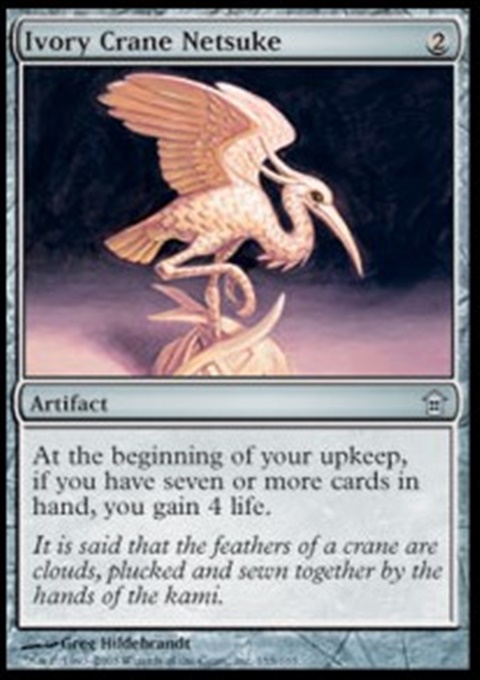 Ivory Crane Netsuke 2
Artifact
At the beginning of your upkeep,
if you have seven or more cards in
hand, you gain 4 life.
It is said that the feathers of a crane are
clouds, plucked and sewn together by the
hands of the kami.
Greg Hildebrandt